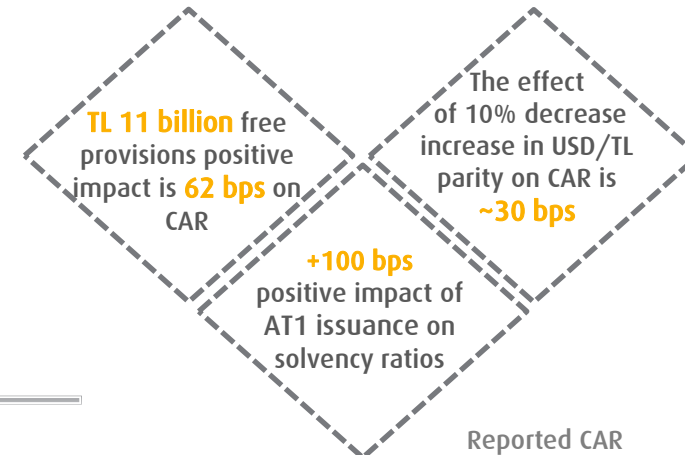 TL 11 billion free
provisions positive
impact is 62 bps on
CAR
The effect
of 10% decrease
increase in USD/TL
parity on CAR is
~30 bps
+100 bps
positive impact of
AT1 issuance on
solvency ratios
Reported CAR